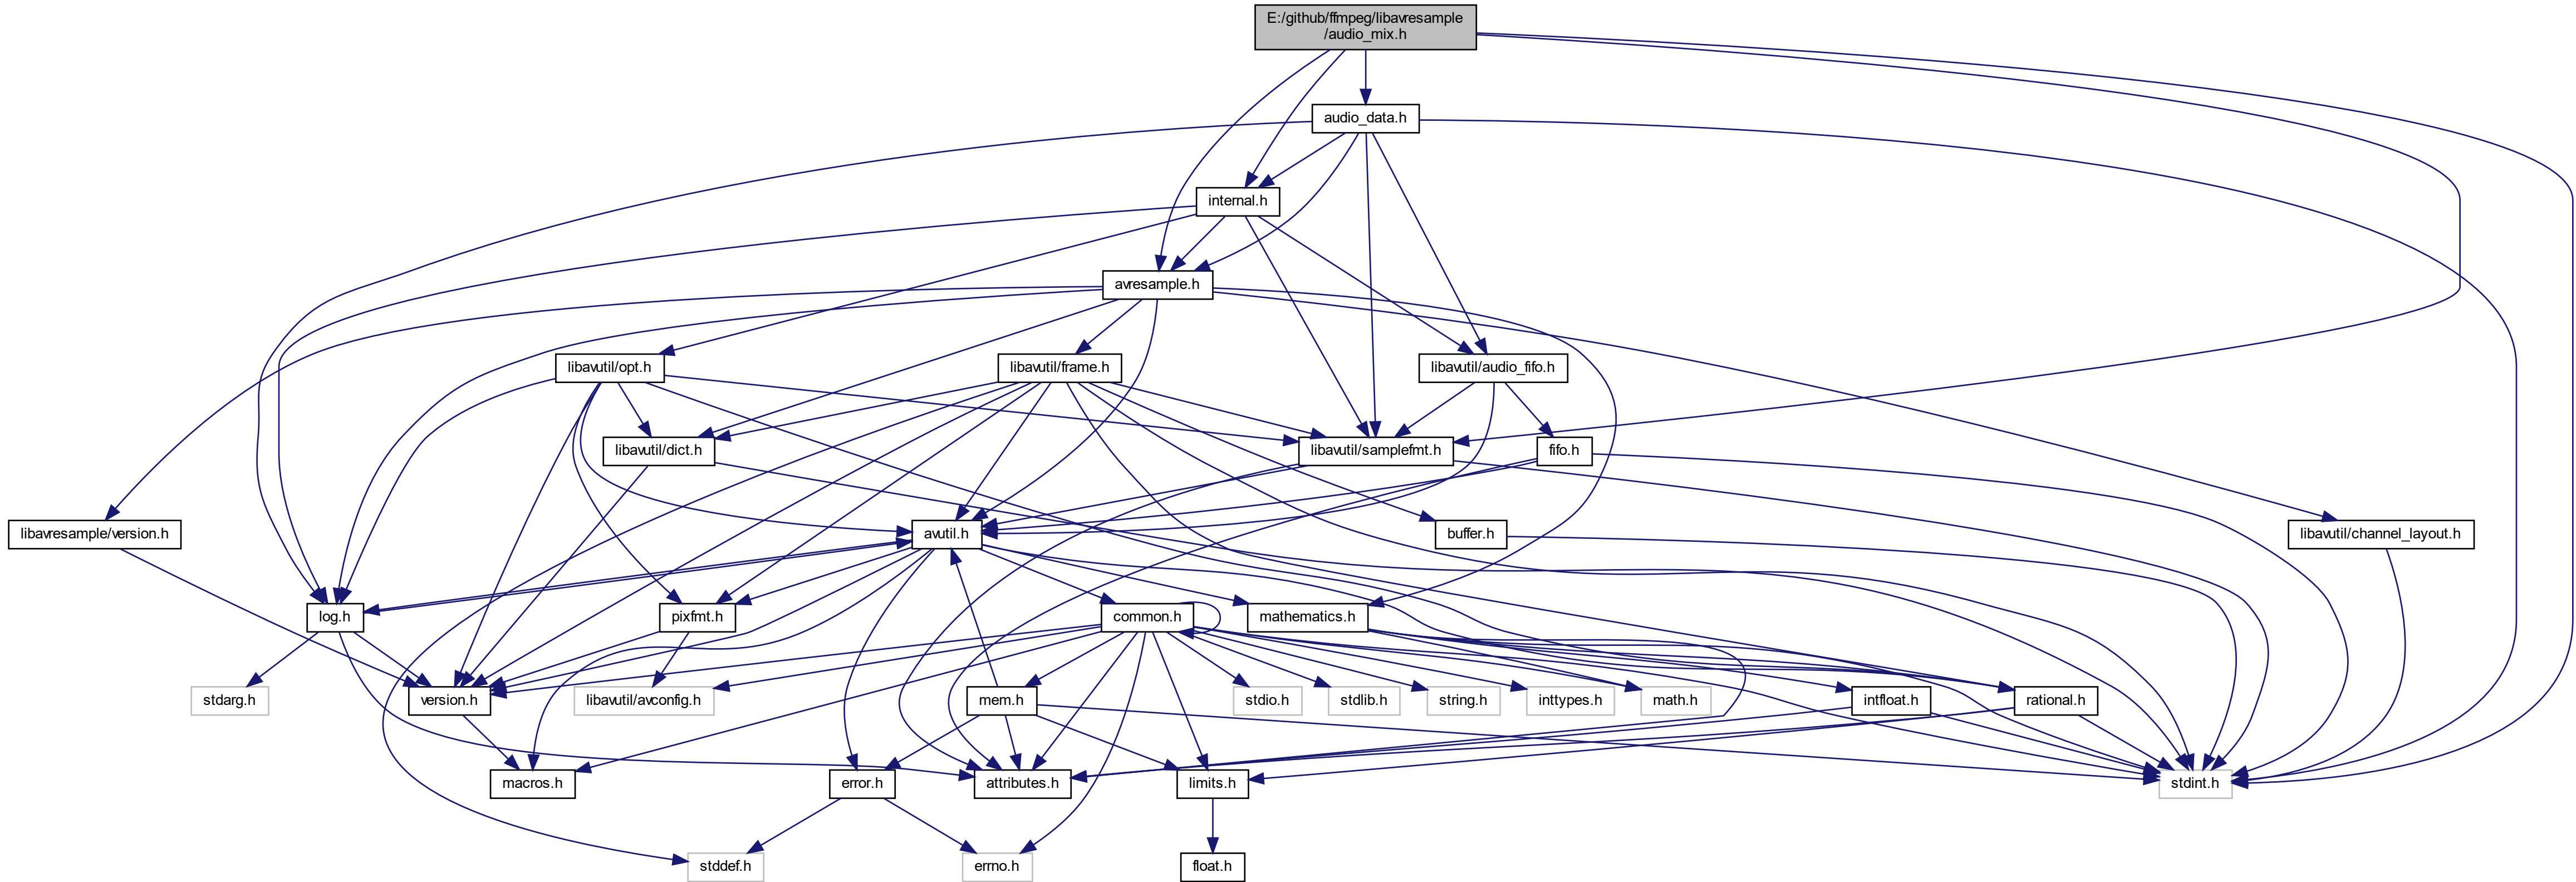 E:/github/ffmpeg/libavresample
/audio_mix.h
audio_data.h
internal.h
avresample.h
libavutil/opt.h
libavutil/frame.h
libavutil/audio_fifo.h
libavutil/dict.h
libavutil/samplefmt.h
fifo.h
libavresample/version.h
avutil.h
buffer.h
libavutil/channel_layout.h
log.h
pixfmt.h
common.h
mathematics.h
stdarg.h
version.h
libavutil/avconfig.h
mem.h
stdio.h
stdlib.h
string.h
inttypes.h
math.h
intfloat.h
rational.h
macros.h
error.h
attributes.h
limits.h
stdint.h
stddef.h
errno.h
float.h